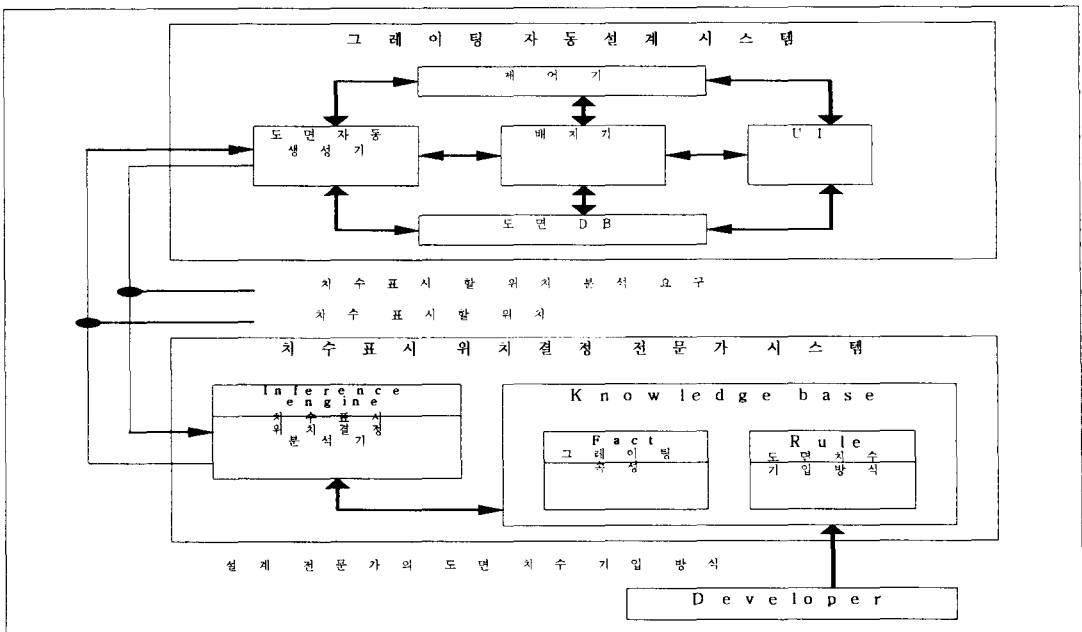 그레이팅 자동설계 시스템
제어기
도면자동
생성기
배치기
UI
도면 DB
치수표시 할 위치 분석 요구
치수 표시할 위치
치수표시 위치결정 전문가 시스템
Inference
engine
치수표시
위치결정
분석기
Knowledge base
Fact
그레이팅
속성
Rule
도면치수
기입방식
설계 전문가의 도면 치수 기입 방식
Developer